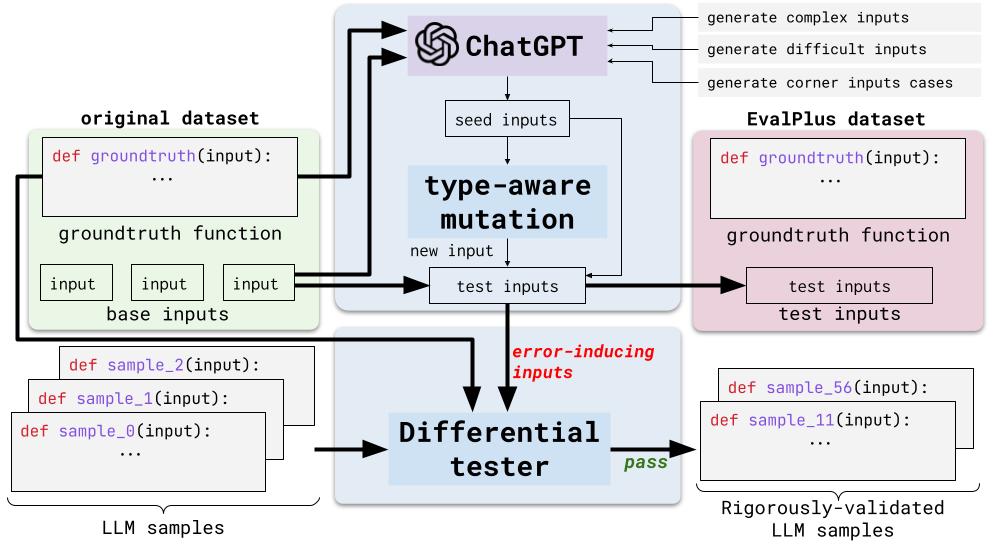 ChatGPT
generate complex inputs
generate difficult inputs
generate corner inputs cases
seed inputs
type-aware
mutation
new input
test inputs
original dataset
def groundtruth(input):
...
groundtruth function
input
input
input
base inputs
EvalPlus dataset
def groundtruth(input):
...
groundtruth function
test inputs
test inputs
error-inducing
inputs
def sample_2(input):
def sample_1(input):
def sample_0(input):
...
LLM samples
Differential
tester
pass
def sample_56(input):
def sample_11(input):
...
Rigorously-validated
LLM samples